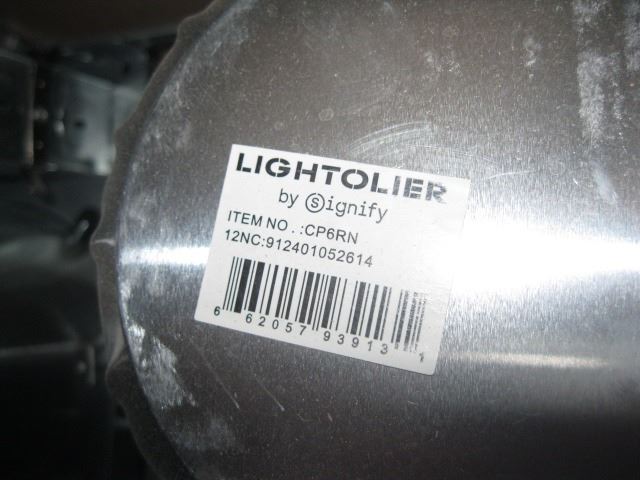 LIGHTOLIER
by signify
ITEM NO . :CP6RN
12NC:912401052614
6 62057 93913 1